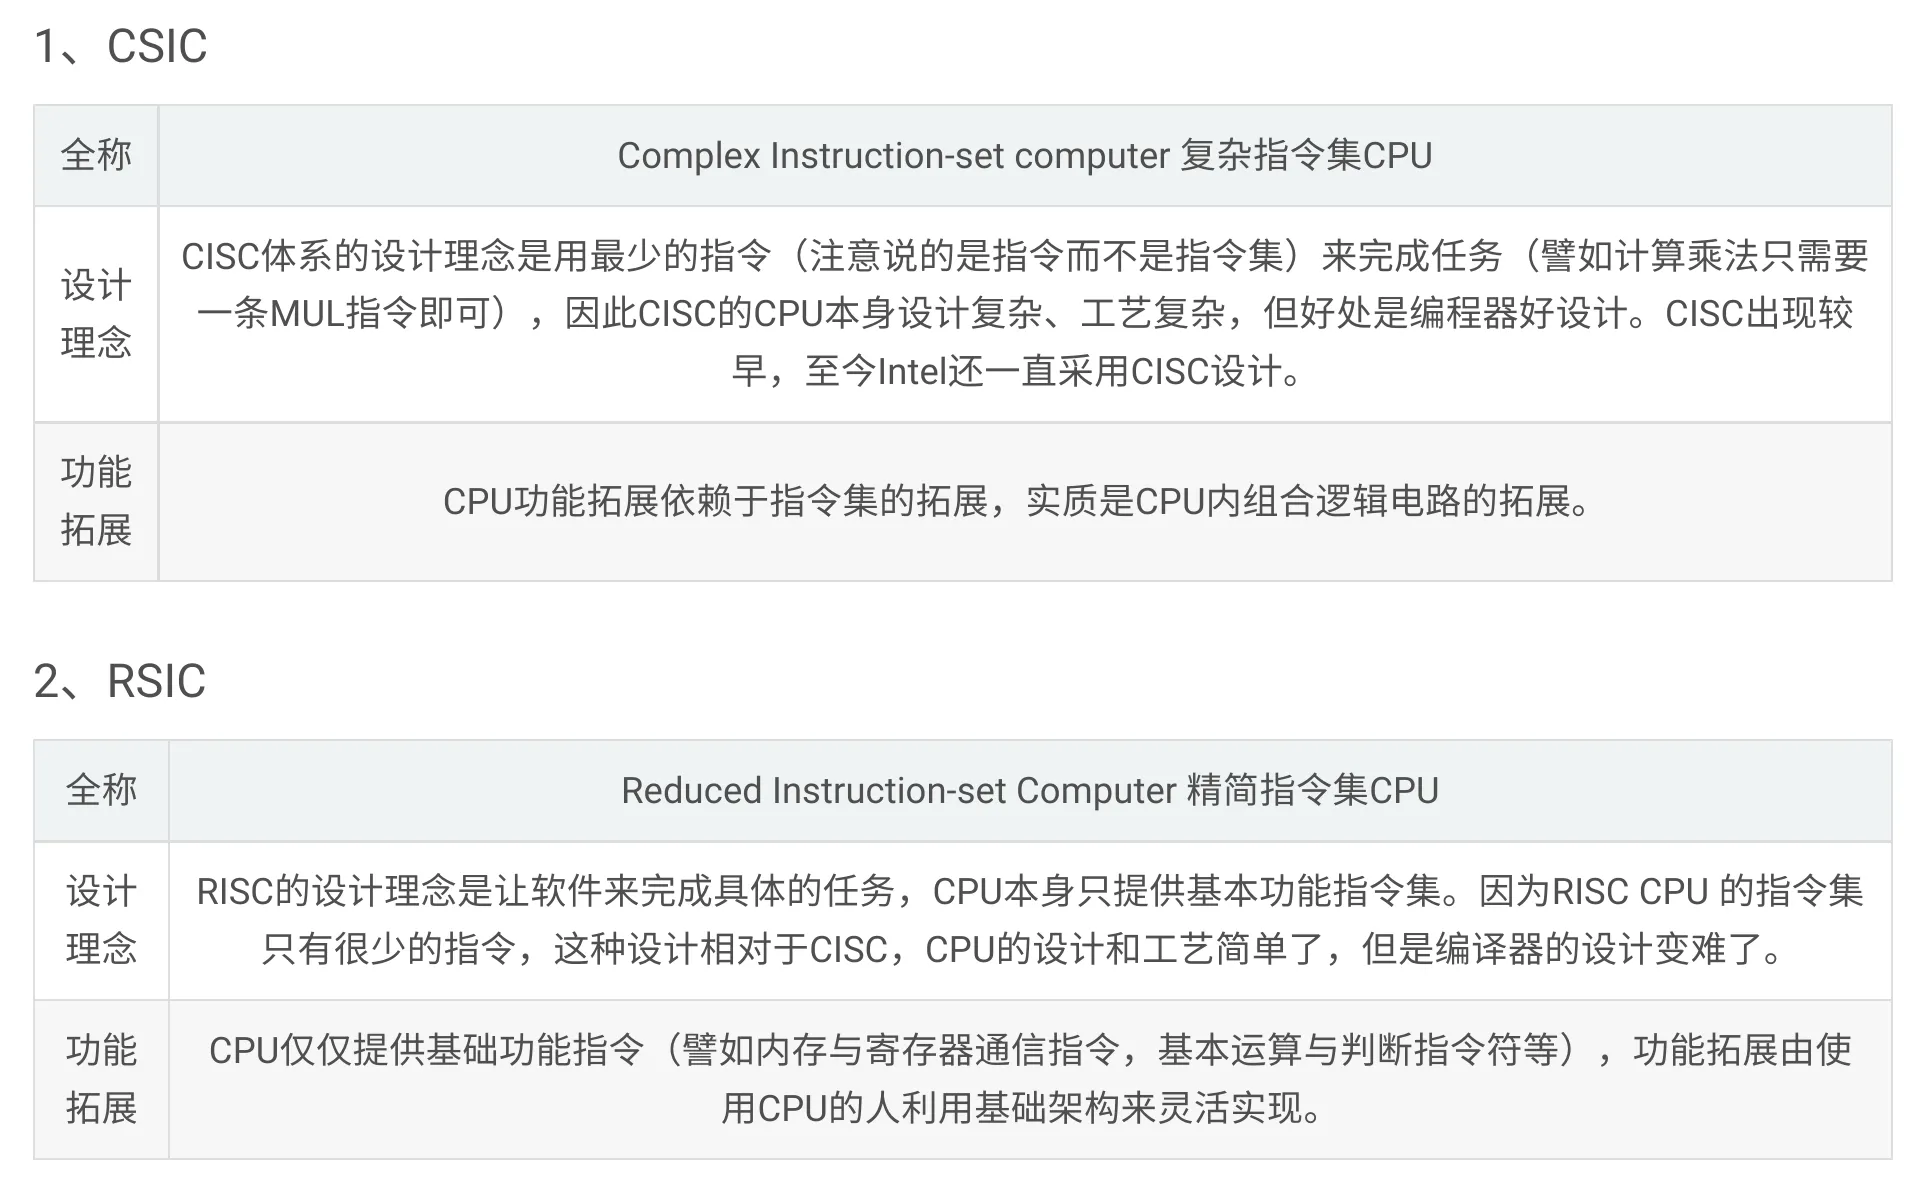 1、CSIC
全称
Complex Instruction-set computer 复杂指令集CPU
设计
理念
CISC体系的设计理念是用最少的指令（注意说的是指令而不是指令集）来完成任务（譬如计算乘法只需要
一条MUL指令即可），因此CISC的CPU本身设计复杂、工艺复杂，但好处是编程器好设计。CISC出现较
早，至今Intel还一直采用CISC设计。
功能
拓展
CPU功能拓展依赖于指令集的拓展，实质是CPU内组合逻辑电路的拓展。
2、RSIC
全称
Reduced Instruction-set Computer 精简指令集CPU
设计
理念
RISC的设计理念是让软件来完成具体的任务，CPU本身只提供基本功能指令集。因为RISC CPU 的指令集
只有很少的指令，这种设计相对于CISC，CPU的设计和工艺简单了，但是编译器的设计变难了。
功能
拓展
CPU仅仅提供基础功能指令（譬如内存与寄存器通信指令，基本运算与判断指令符等），功能拓展由使
用CPU的人利用基础架构来灵活实现。